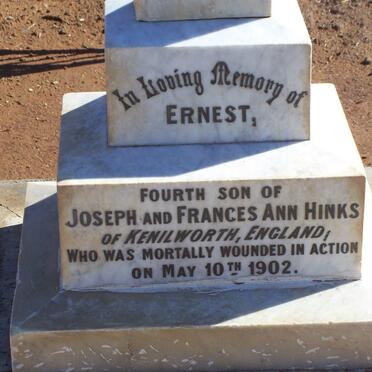 In Loving Memory of
ERNEST;
FOURTH SON OF
JOSEPH AND FRANCES ANN HINKS
OF KENILWORTH, ENGLAND;
WHO WAS MORTALLY WOUNDED IN ACTION
ON MAY 10TH 1902.